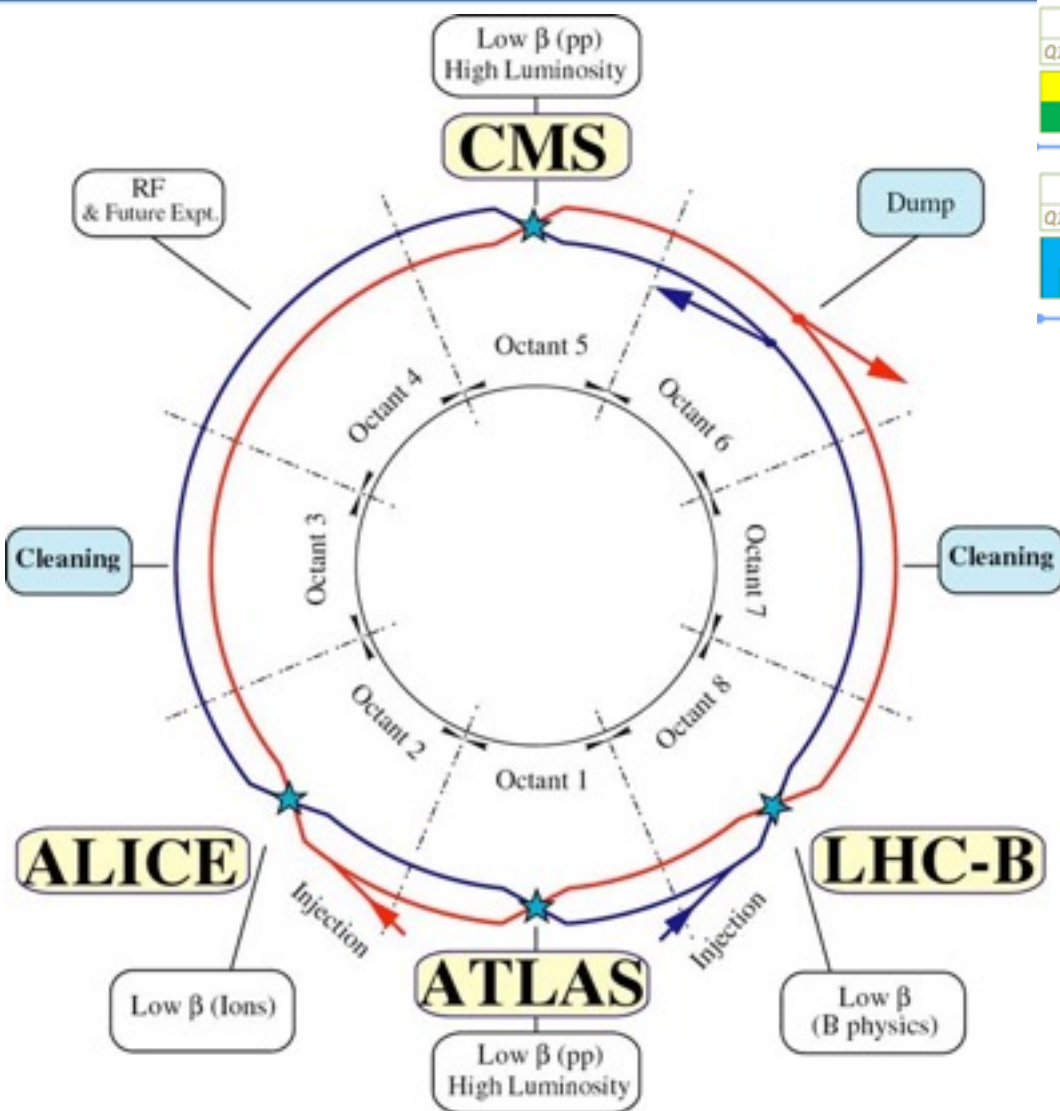 Low β (pp)
High Luminosity
CMS
RF
& Future Expt.
Dump
Octant 5
Octant 4
Octant 6
Cleaning
Octant 3
Octant 7
Cleaning
Octant 2
Octant 8
Octant 1
ALICE
LHC-B
Injection
Injection
ATLAS
Low β (Ions)
Low β
(B physics)
Low β (pp)
High Luminosity